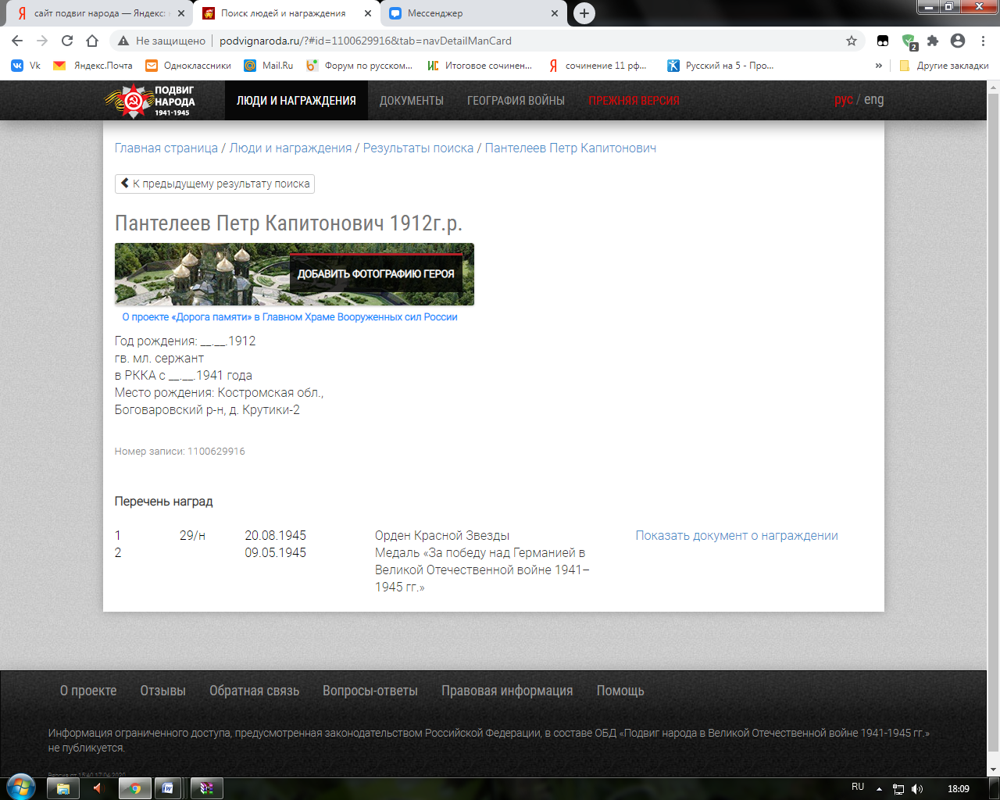 сайт подвиг народа — Яндекс:
Поиск людей и награждения
Мессенджер
Не защищено
podvignaroda.ru/?#id=1100629916&tab=navDetailManCard
2
Vk
Яндекс.Почта
Одноклассники
Mail.Ru
Форум по русском...
Итоговое сочинен...
сочинение 11 рф...
Русский на 5 - Про...
»
Другие закладки
ПОДВИГ
НАРОДА
1941-1945
ЛЮДИ И НАГРАЖДЕНИЯ
ДОКУМЕНТЫ
ГЕОГРАФИЯ ВОЙНЫ
ПРЕЖНЯЯ ВЕРСИЯ
рус / eng
Главная страница / Люди и награждения / Результаты поиска / Пантелеев Петр Капитонович
К предыдущему результату поиска
Пантелеев Петр Капитонович 1912г.р.
ДОБАВИТЬ ФОТОГРАФИЮ ГЕРОЯ
О проекте «Дорога памяти» в Главном Храме Вооруженных сил России
Год рождения: __.__.1912
гв. мл. сержант
в РККА с __.__.1941 года
Место рождения: Костромская обл.,
Боговаровский р-н, д. Крутики-2
Номер записи: 1100629916
Перечень наград
1 29/н 20.08.1945 Орден Красной Звезды Показать документ о награждении
2 09.05.1945 Медаль «За победу над Германией в
Великой Отечественной войне 1941–
1945 гг.»
О проекте
Отзывы
Обратная связь
Вопросы-ответы
Правовая информация
Помощь
Информация ограниченного доступа, предусмотренная законодательством Российской Федерации, в составе ОБД «Подвиг народа в Великой Отечественной войне 1941-1945 гг.»
не публикуется.
Версия от 15:40 17.04.2020
RU
18:09